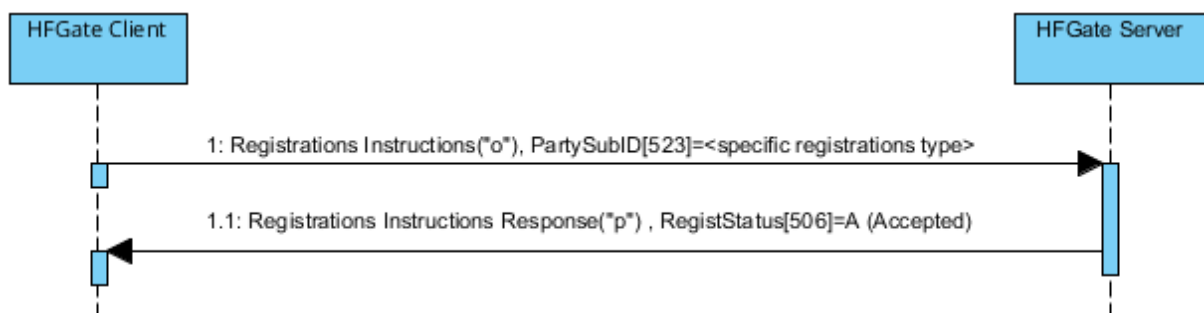 HFGate Client
HFGate Server
1: Registrations Instructions("o"), PartySubID[523]=<specific registrations type>
1.1: Registrations Instructions Response("p") , RegistStatus[506]=A (Accepted)